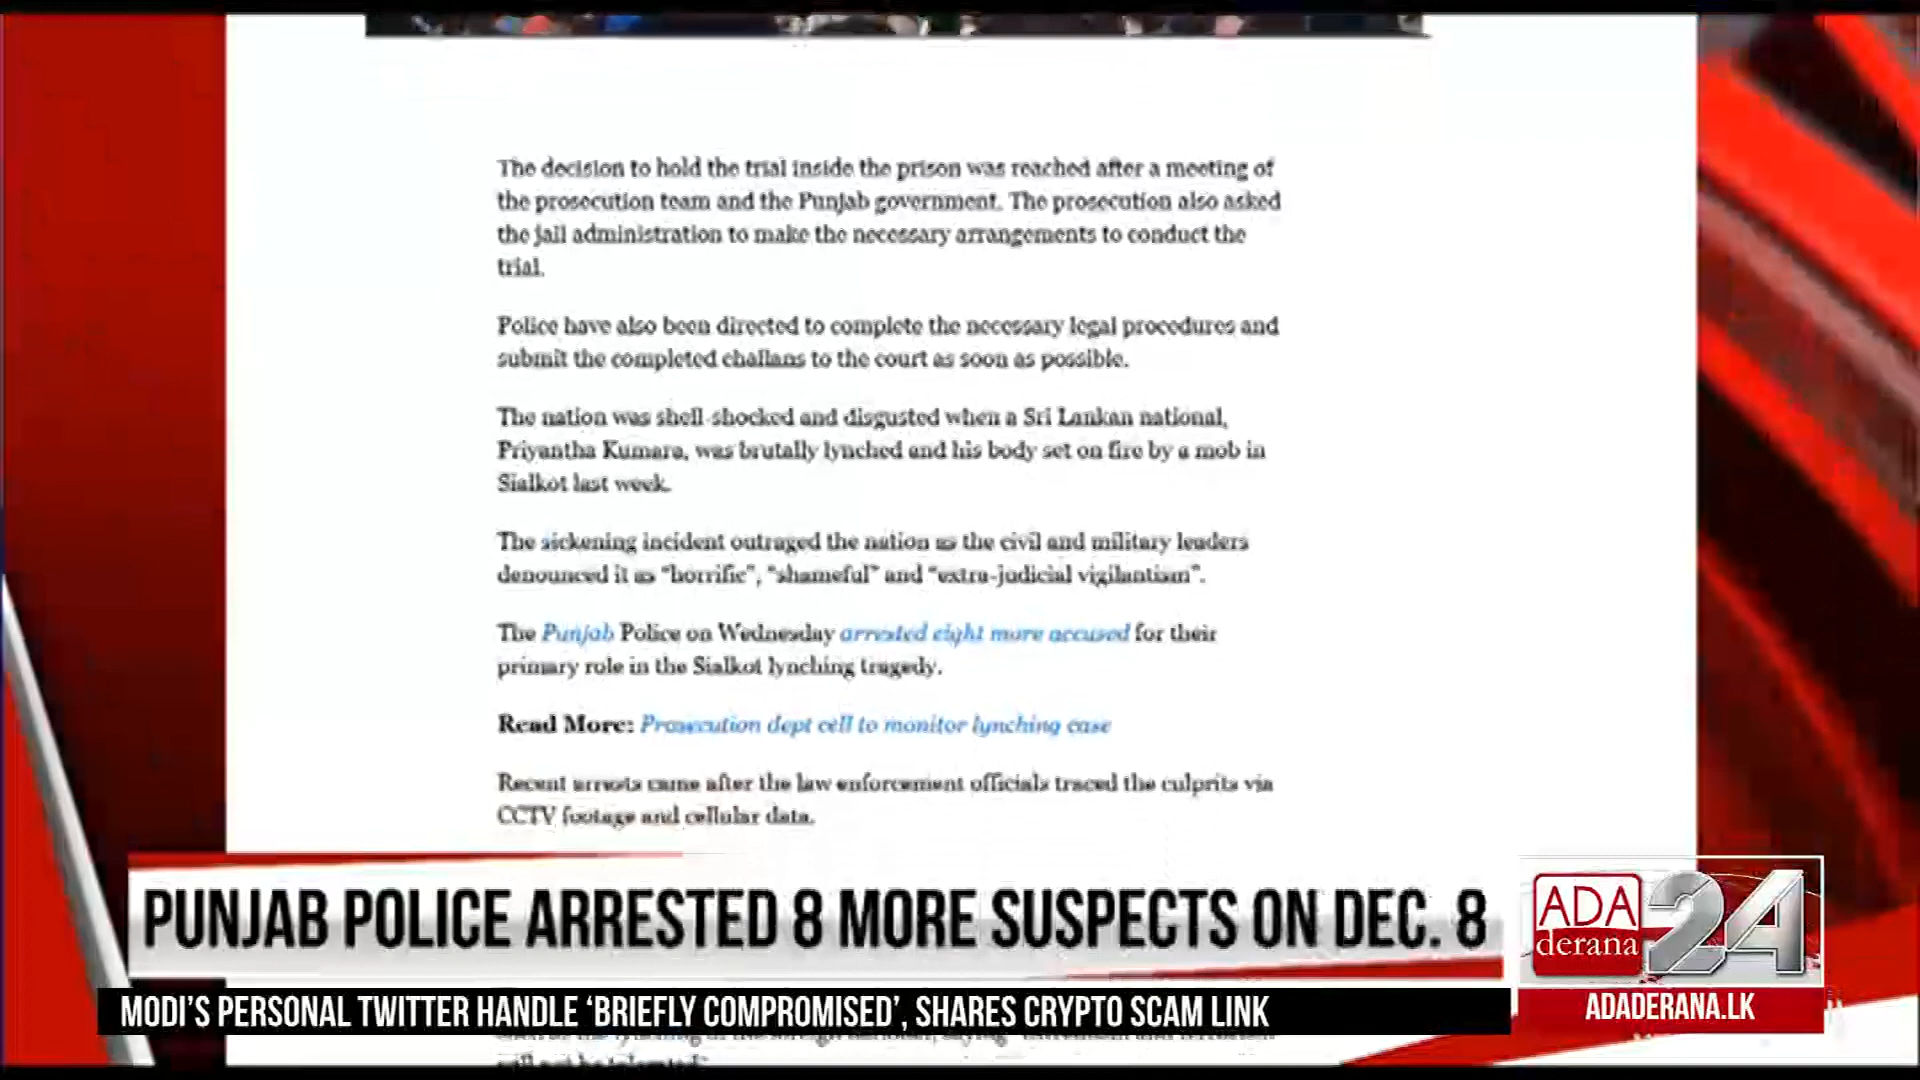 The decision to hold the trial inside the prison was reached after a meeting of
the prosecution team and the Punjab government. The prosecution also asked
the jail administration to make the necessary arrangements to conduct the
trial.
Police have also been directed to complete the necessary legal procedures and
submit the completed challans to the court as soon as possible.
The nation was shell-shocked and disgusted when a Sri Lankan national,
Priyantha Kumara, was brutally lynched and his body set on fire by a mob in
Sialkot last week.
The sickening incident outraged the nation as the civil and military leaders
denounced it as “horrific”, “shameful” and “extra-judicial vigilantism”.
The Punjab Police on Wednesday arrested eight more accused for their
primary role in the Sialkot lynching tragedy.
Read More: Prosecution dept cell to monitor lynching case
Recent arrests came after the law enforcement officials traced the culprits via
CCTV footage and cellular data.
PUNJAB POLICE ARRESTED 8 MORE SUSPECTS ON DEC. 8
ADA
derana
24
MODI’S PERSONAL TWITTER HANDLE ‘BRIEFLY COMPROMISED’, SHARES CRYPTO SCAM LINK
ADADERANA.LK